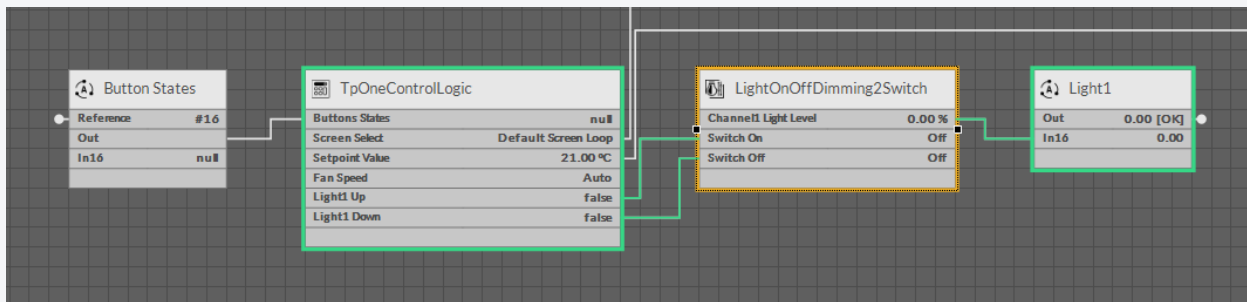 Button States
Reference #16
Out
In16 null
TpOneControlLogic
Buttons States null
Screen Select Default Screen Loop
Setpoint Value 21.00 ºC
Fan Speed Auto
Light1 Up false
Light1 Down false
LightOnOffDimming2Switch
Channel1 Light Level 0.00 %
Switch On Off
Switch Off Off
Light1
Out 0.00 [OK]
In16 0.00